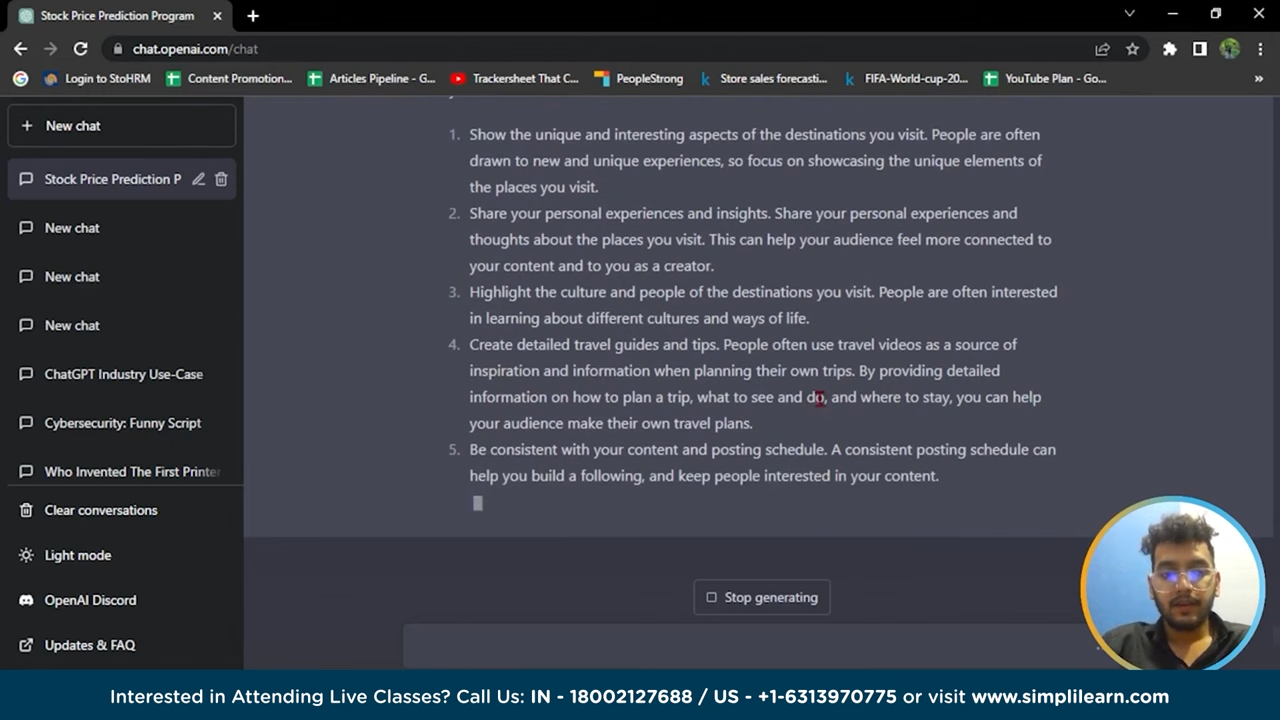 Stock Price Prediction Program
chat.openai.com/chat
Login to StoHRM
Content Promotion...
Articles Pipeline - G...
Trackersheet That C...
PeopleStrong
Store sales forecasti...
FIFA-World-cup-20...
YouTube Plan - Go...
»
New chat
Stock Price Prediction P
New chat
New chat
New chat
ChatGPT Industry Use-Case
Cybersecurity: Funny Script
Who Invented The First Printer
Clear conversations
Light mode
OpenAI Discord
Updates & FAQ
1. Show the unique and interesting aspects of the destinations you visit. People are often
drawn to new and unique experiences, so focus on showcasing the unique elements of
the places you visit.
2. Share your personal experiences and insights. Share your personal experiences and
thoughts about the places you visit. This can help your audience feel more connected to
your content and to you as a creator.
3. Highlight the culture and people of the destinations you visit. People are often interested
in learning about different cultures and ways of life.
4. Create detailed travel guides and tips. People often use travel videos as a source of
inspiration and information when planning their own trips. By providing detailed
information on how to plan a trip, what to see and do, and where to stay, you can help
your audience make their own travel plans.
5. Be consistent with your content and posting schedule. A consistent posting schedule can
help you build a following, and keep people interested in your content.
Stop generating
Interested in Attending Live Classes? Call Us: IN - 18002127688 / US - +1-6313970775 or visit www.simplilearn.com